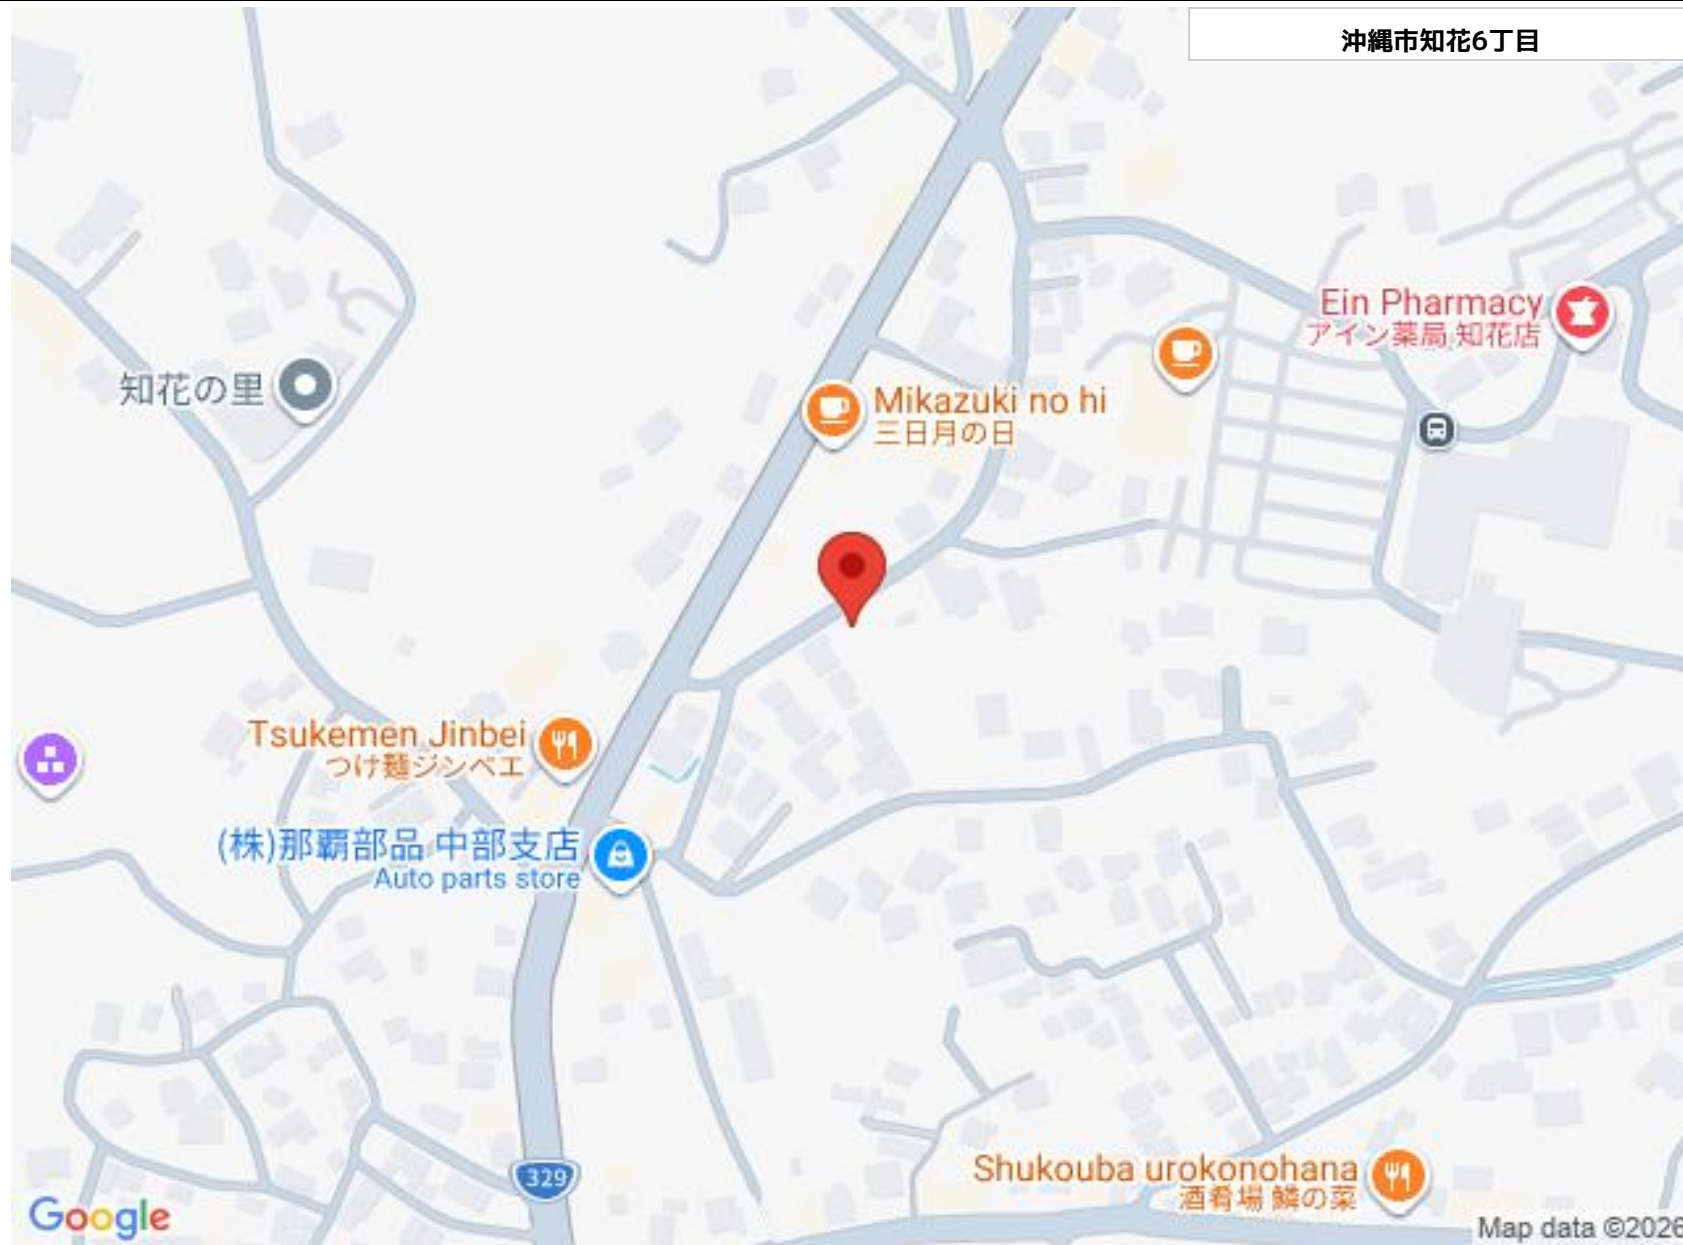 沖縄市知花6丁目
Ein Pharmacy
アイン薬局 知花店
知花の里
Mikazuki no hi
三日月の日
Tsukemen Jinbei
つけ麺ジンベエ
(株)那覇部品 中部支店
Auto parts store
329
Shukouba urokonohana
酒肴場 鱗の菜
Google
Map data ©2026